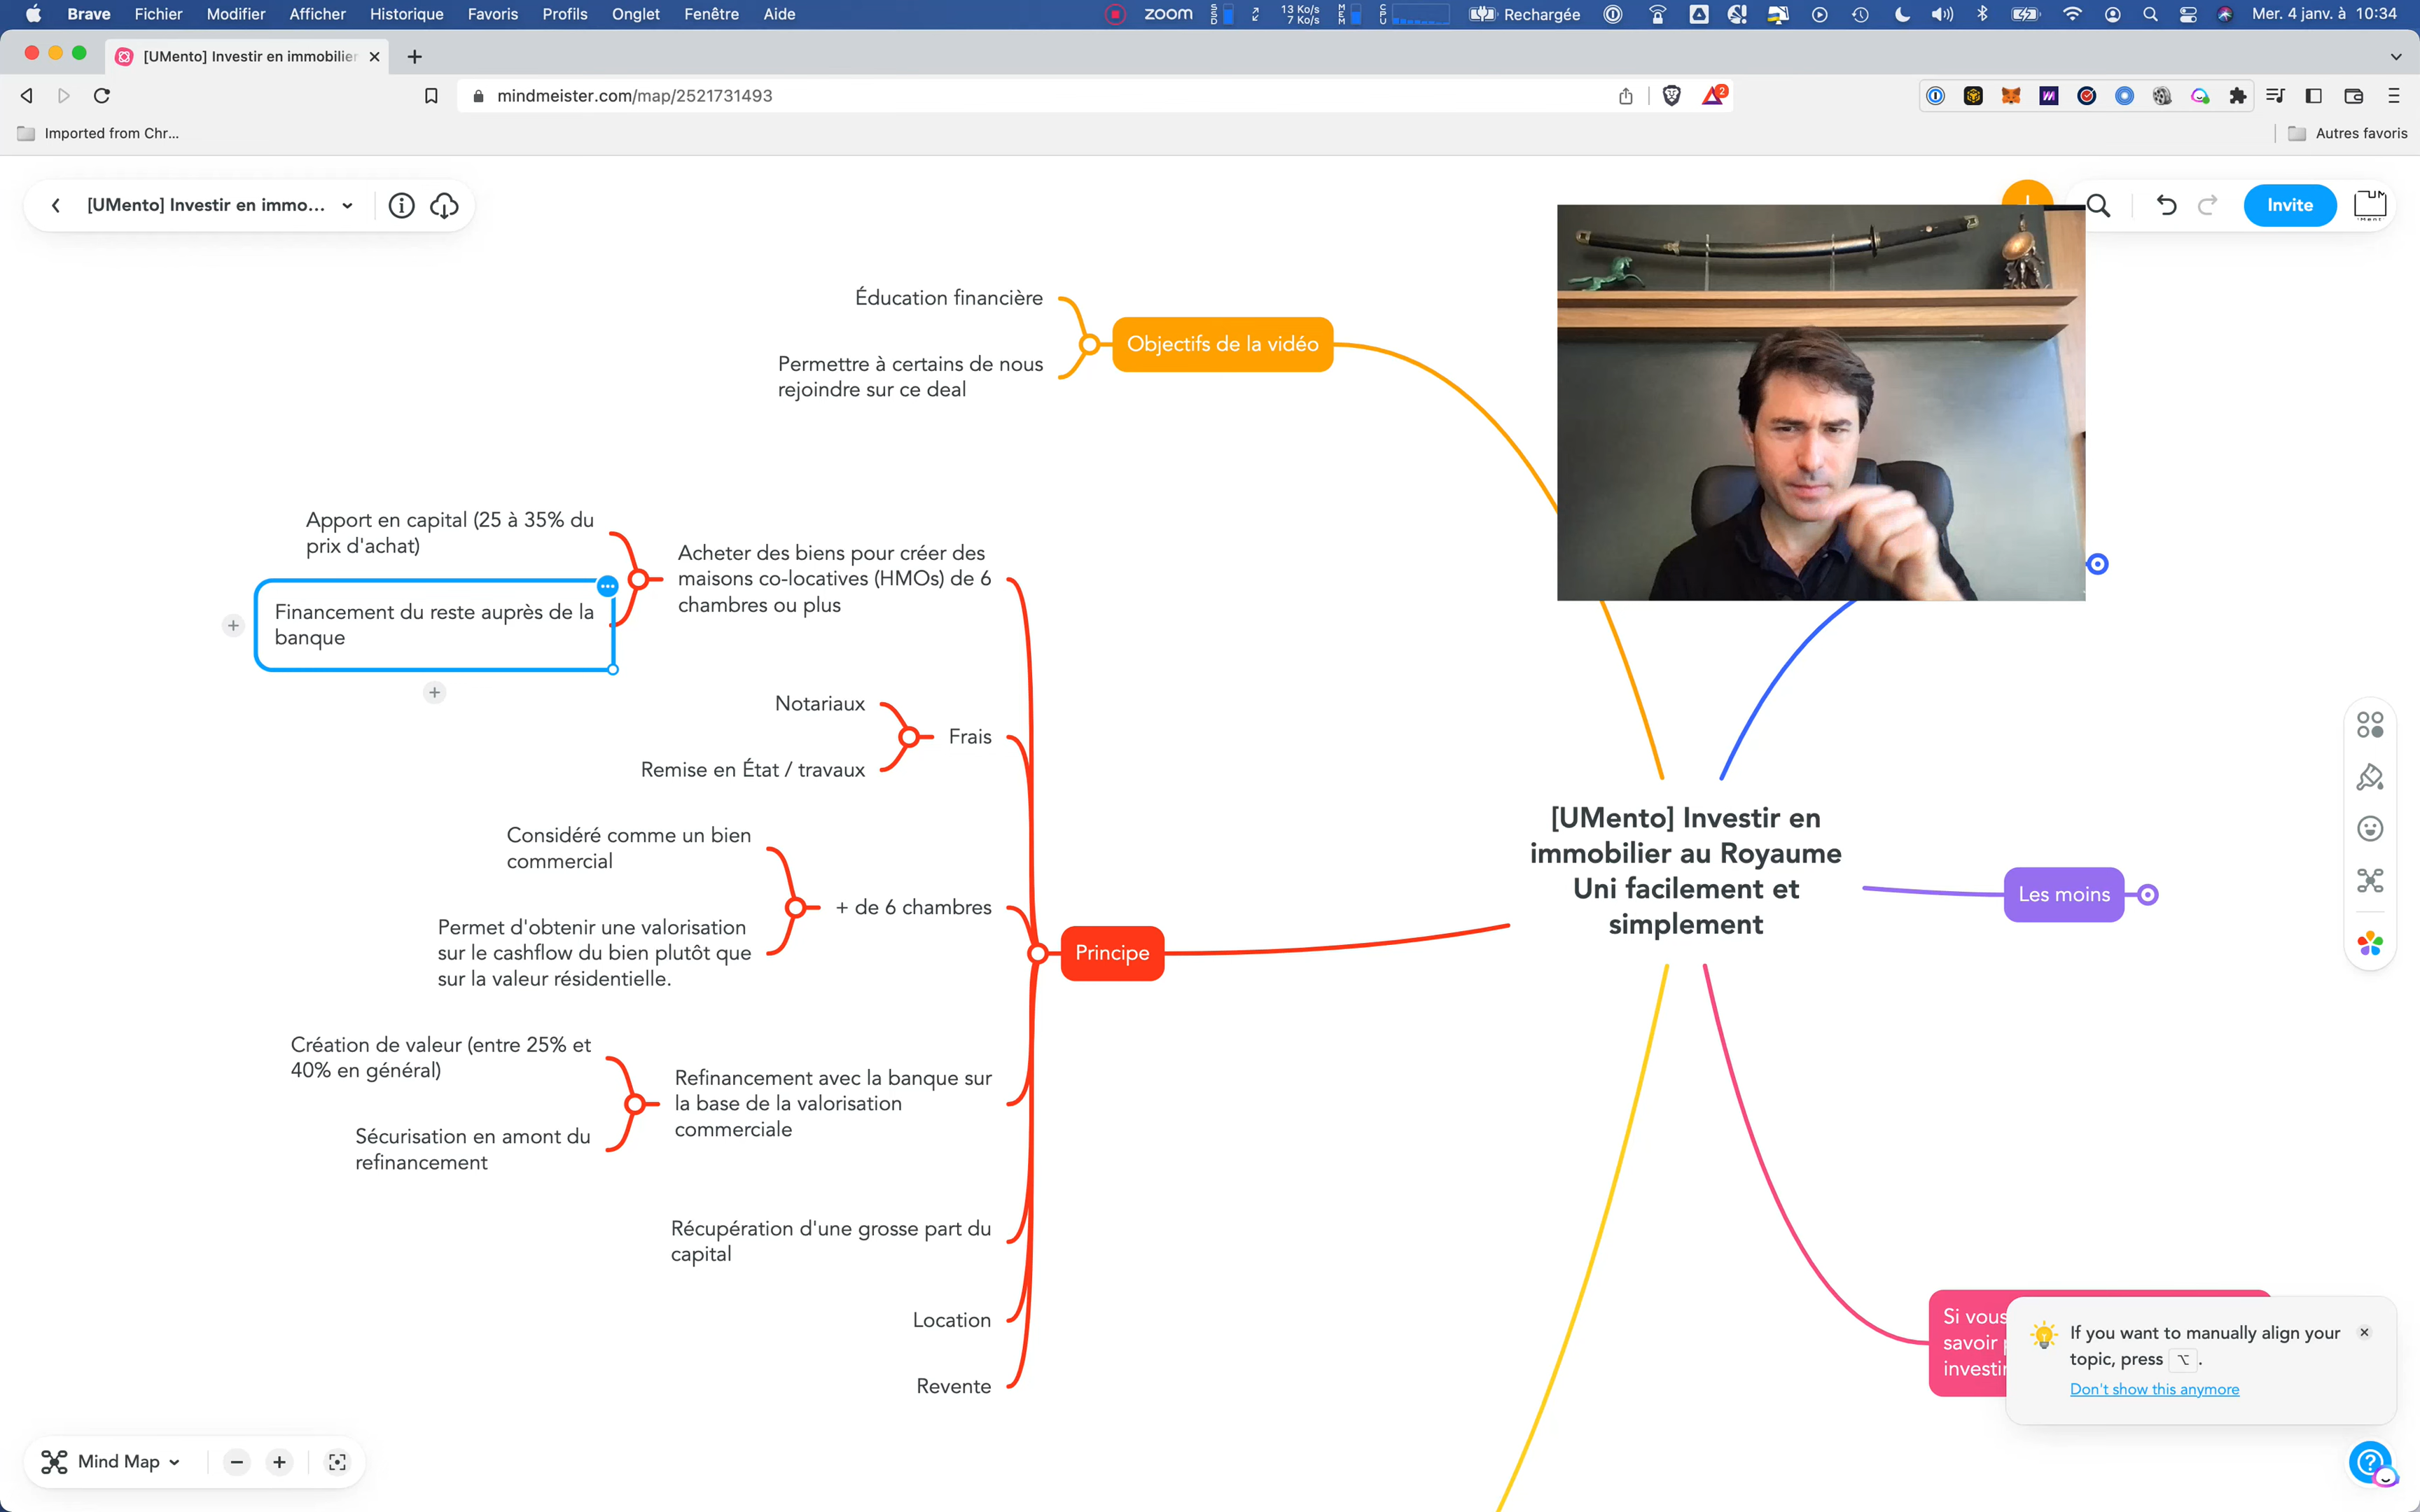 Brave Fichier Modifier Afficher Historique Favoris Profils Onglet Fenêtre Aide
zoom
SSD
13 Ko/s
7 Ko/s
MEM
CPU
Rechargée
Mer. 4 janv. à 10:34
[UMento] Investir en immobilier
mindmeister.com/map/2521731493
2
Imported from Chr...
Autres favoris
[UMento] Investir en immo...
Invite
Éducation financière
Permettre à certains de nous
rejoindre sur ce deal
Objectifs de la vidéo
Apport en capital (25 à 35% du
prix d'achat)
Financement du reste auprès de la
banque
Acheter des biens pour créer des
maisons co-locatives (HMOs) de 6
chambres ou plus
Notariaux
Remise en État / travaux
Frais
Considéré comme un bien
commercial
Permet d'obtenir une valorisation
sur le cashflow du bien plutôt que
sur la valeur résidentielle.
+ de 6 chambres
Principe
Création de valeur (entre 25% et
40% en général)
Sécurisation en amont du
refinancement
Refinancement avec la banque sur
la base de la valorisation
commerciale
Récupération d'une grosse part du
capital
Location
Revente
[UMento] Investir en
immobilier au Royaume
Uni facilement et
simplement
Les moins
Si vous
savoir
investir
If you want to manually align your
topic, press ⌥.
Don't show this anymore
Mind Map